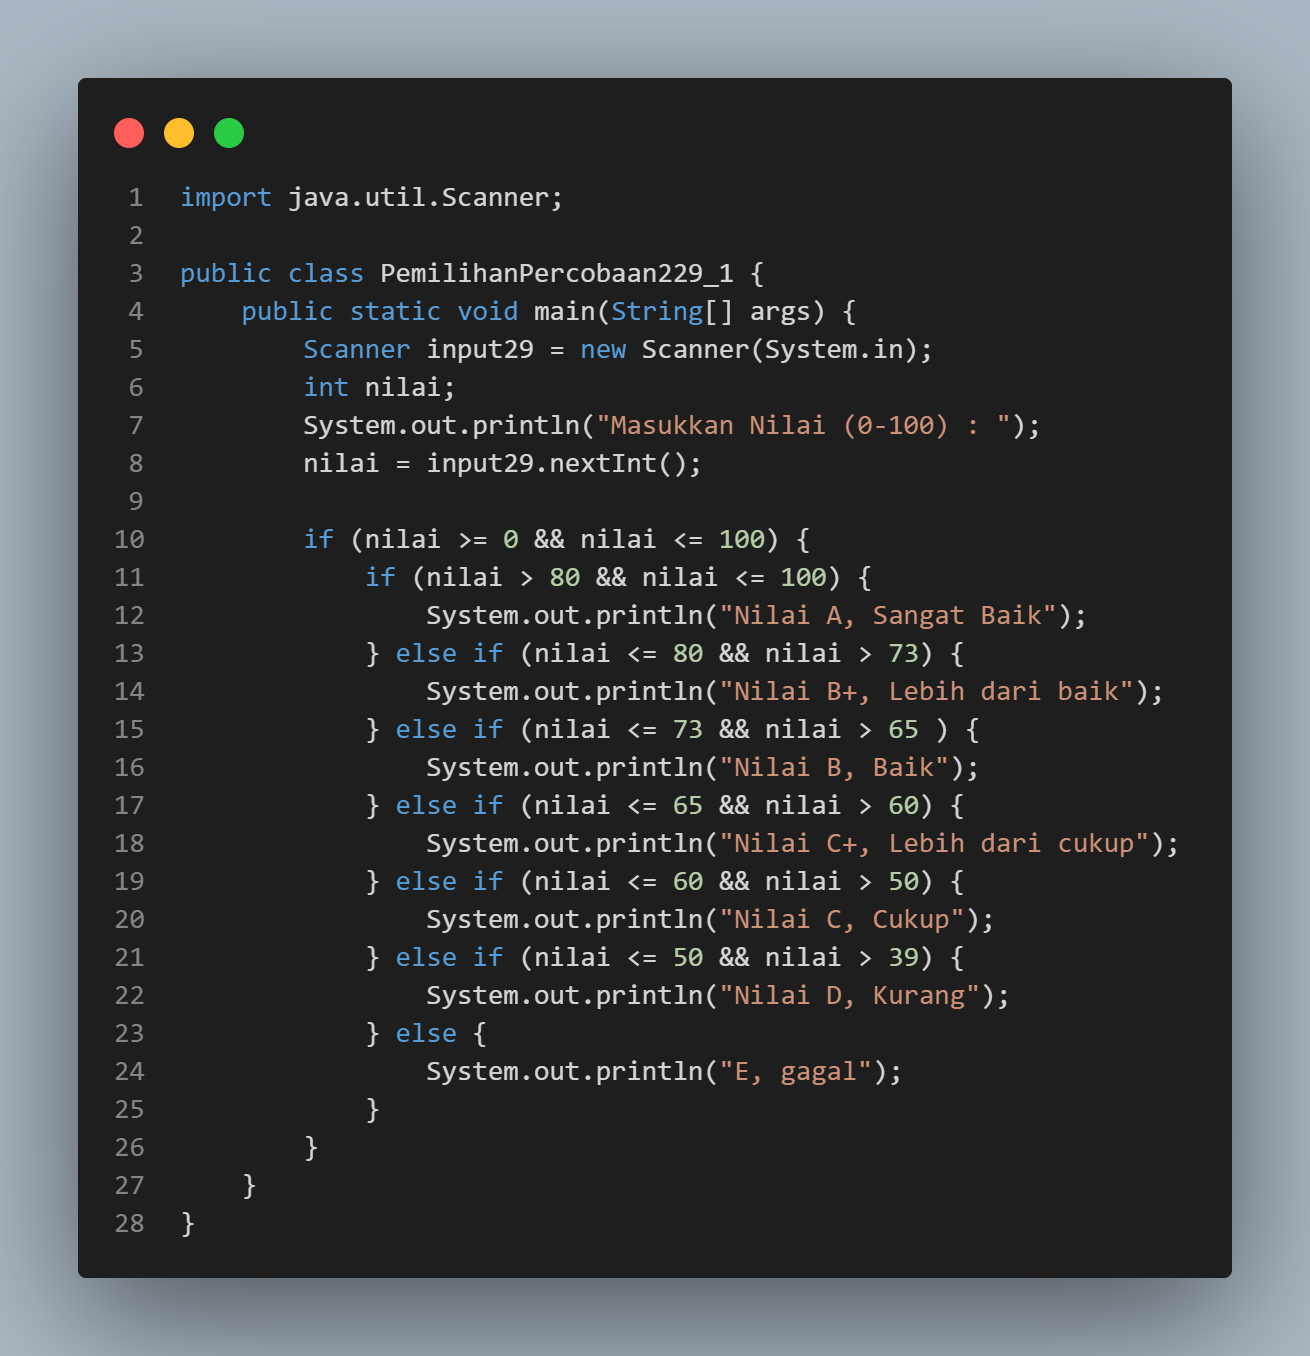 1 import java.util.Scanner;
2
3 public class PemilihanPercobaan229_1 {
4     public static void main(String[] args) {
5         Scanner input29 = new Scanner(System.in);
6         int nilai;
7         System.out.println("Masukkan Nilai (0-100) : ");
8         nilai = input29.nextInt();
9
10         if (nilai >= 0 && nilai <= 100) {
11             if (nilai > 80 && nilai <= 100) {
12                 System.out.println("Nilai A, Sangat Baik");
13             } else if (nilai <= 80 && nilai > 73) {
14                 System.out.println("Nilai B+, Lebih dari baik");
15             } else if (nilai <= 73 && nilai > 65 ) {
16                 System.out.println("Nilai B, Baik");
17             } else if (nilai <= 65 && nilai > 60) {
18                 System.out.println("Nilai C+, Lebih dari cukup");
19             } else if (nilai <= 60 && nilai > 50) {
20                 System.out.println("Nilai C, Cukup");
21             } else if (nilai <= 50 && nilai > 39) {
22                 System.out.println("Nilai D, Kurang");
23             } else {
24                 System.out.println("E, gagal");
25             }
26         }
27     }
28 }